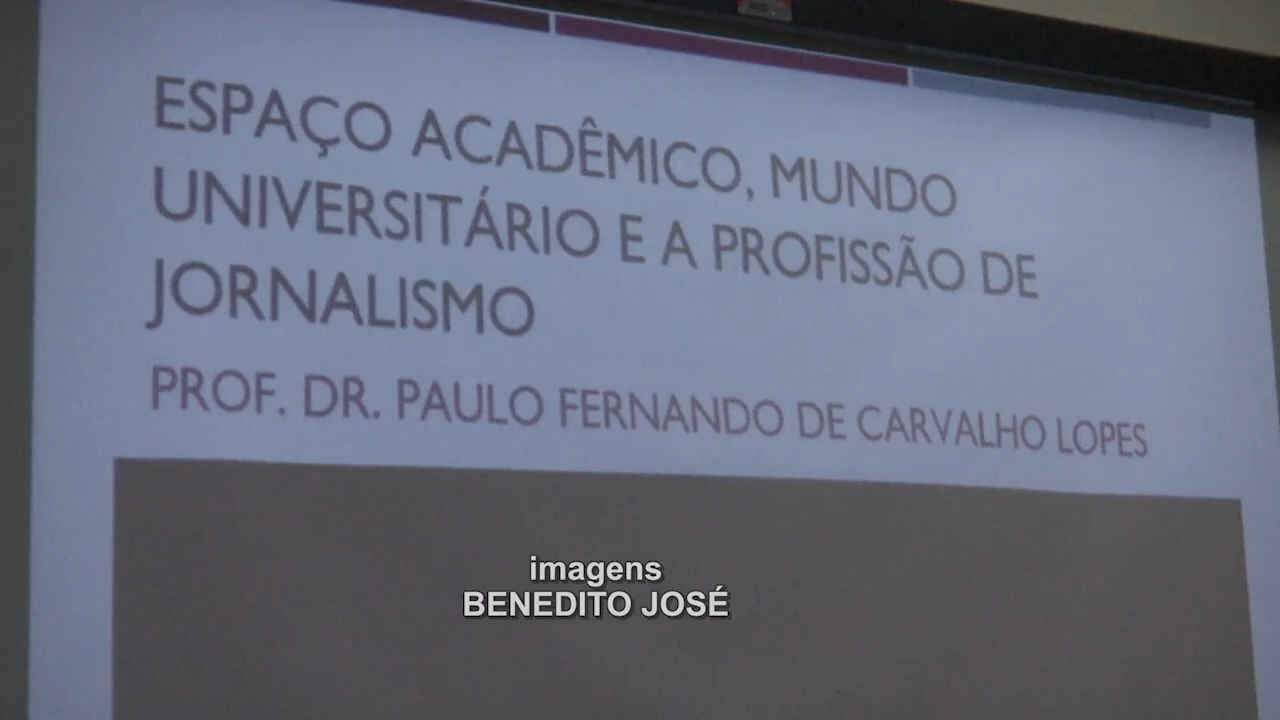 ESPAÇO ACADÊMICO, MUNDO
UNIVERSITÁRIO E A PROFISSÃO DE
JORNALISMO
PROF. DR. PAULO FERNANDO DE CARVALHO LOPES
imagens
BENEDITO JOSÉ